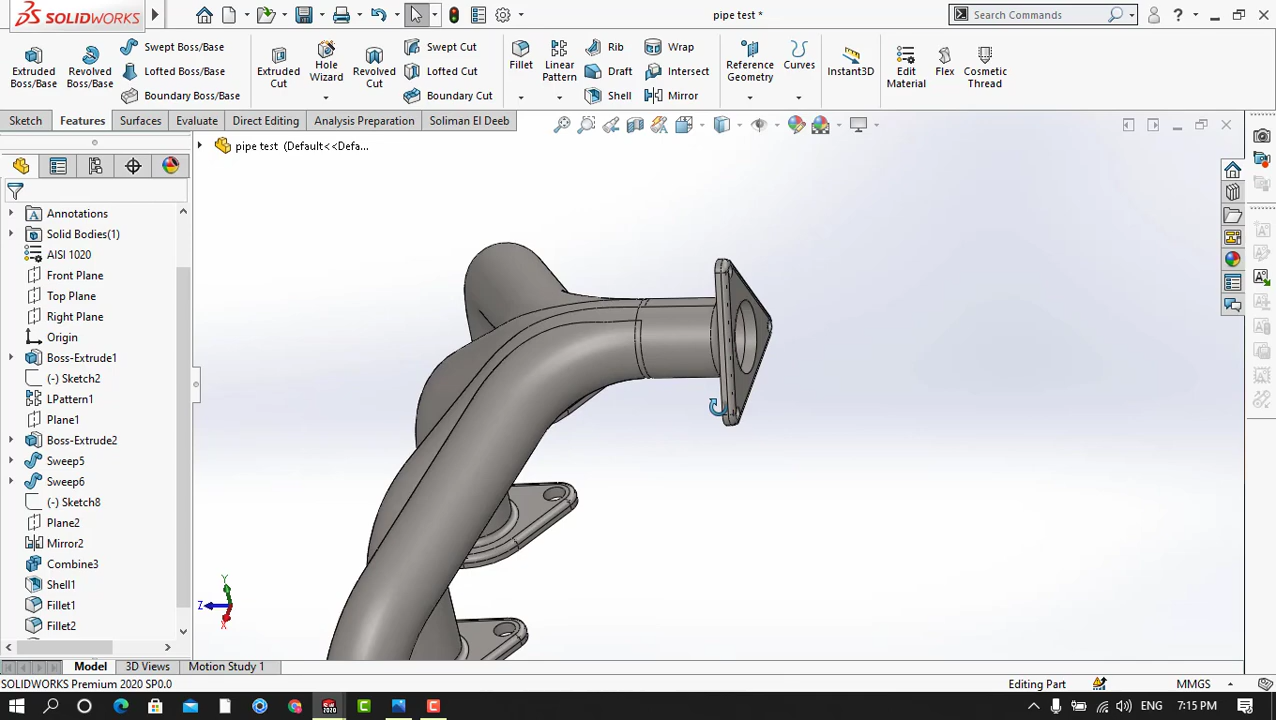 SOLIDWORKS
pipe test *
Search Commands
?
Extruded Boss/Base
Revolved Boss/Base
Swept Boss/Base
Lofted Boss/Base
Boundary Boss/Base
Extruded Cut
Hole Wizard
Revolved Cut
Swept Cut
Lofted Cut
Boundary Cut
Fillet
Linear Pattern
Rib
Draft
Shell
Wrap
Intersect
Mirror
Reference Geometry
Curves
Instant3D
Edit Material
Flex
Cosmetic Thread
Sketch
Features
Surfaces
Evaluate
Direct Editing
Analysis Preparation
Soliman El Deeb
pipe test (Default<<Defa...
Annotations
Solid Bodies(1)
AISI 1020
Front Plane
Top Plane
Right Plane
Origin
Boss-Extrude1
(-) Sketch2
LPattern1
Plane1
Boss-Extrude2
Sweep5
Sweep6
(-) Sketch8
Plane2
Mirror2
Combine3
Shell1
Fillet1
Fillet2
Y
Z
X
Model
3D Views
Motion Study 1
SOLIDWORKS Premium 2020 SP0.0
Editing Part
MMGS
ENG
7:15 PM